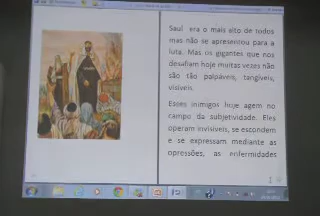 Saul era o mais alto de todos
mas não se apresentou para a
luta. Mas os gigantes que nos
desafiam hoje muitas vezes não
são tão palpáveis, tangíveis,
visíveis.
Esses inimigos hoje agem no
campo da subjetividade. Eles
operam invisíveis, se escondem
e se expressam mediante as
opressões, as enfermidades